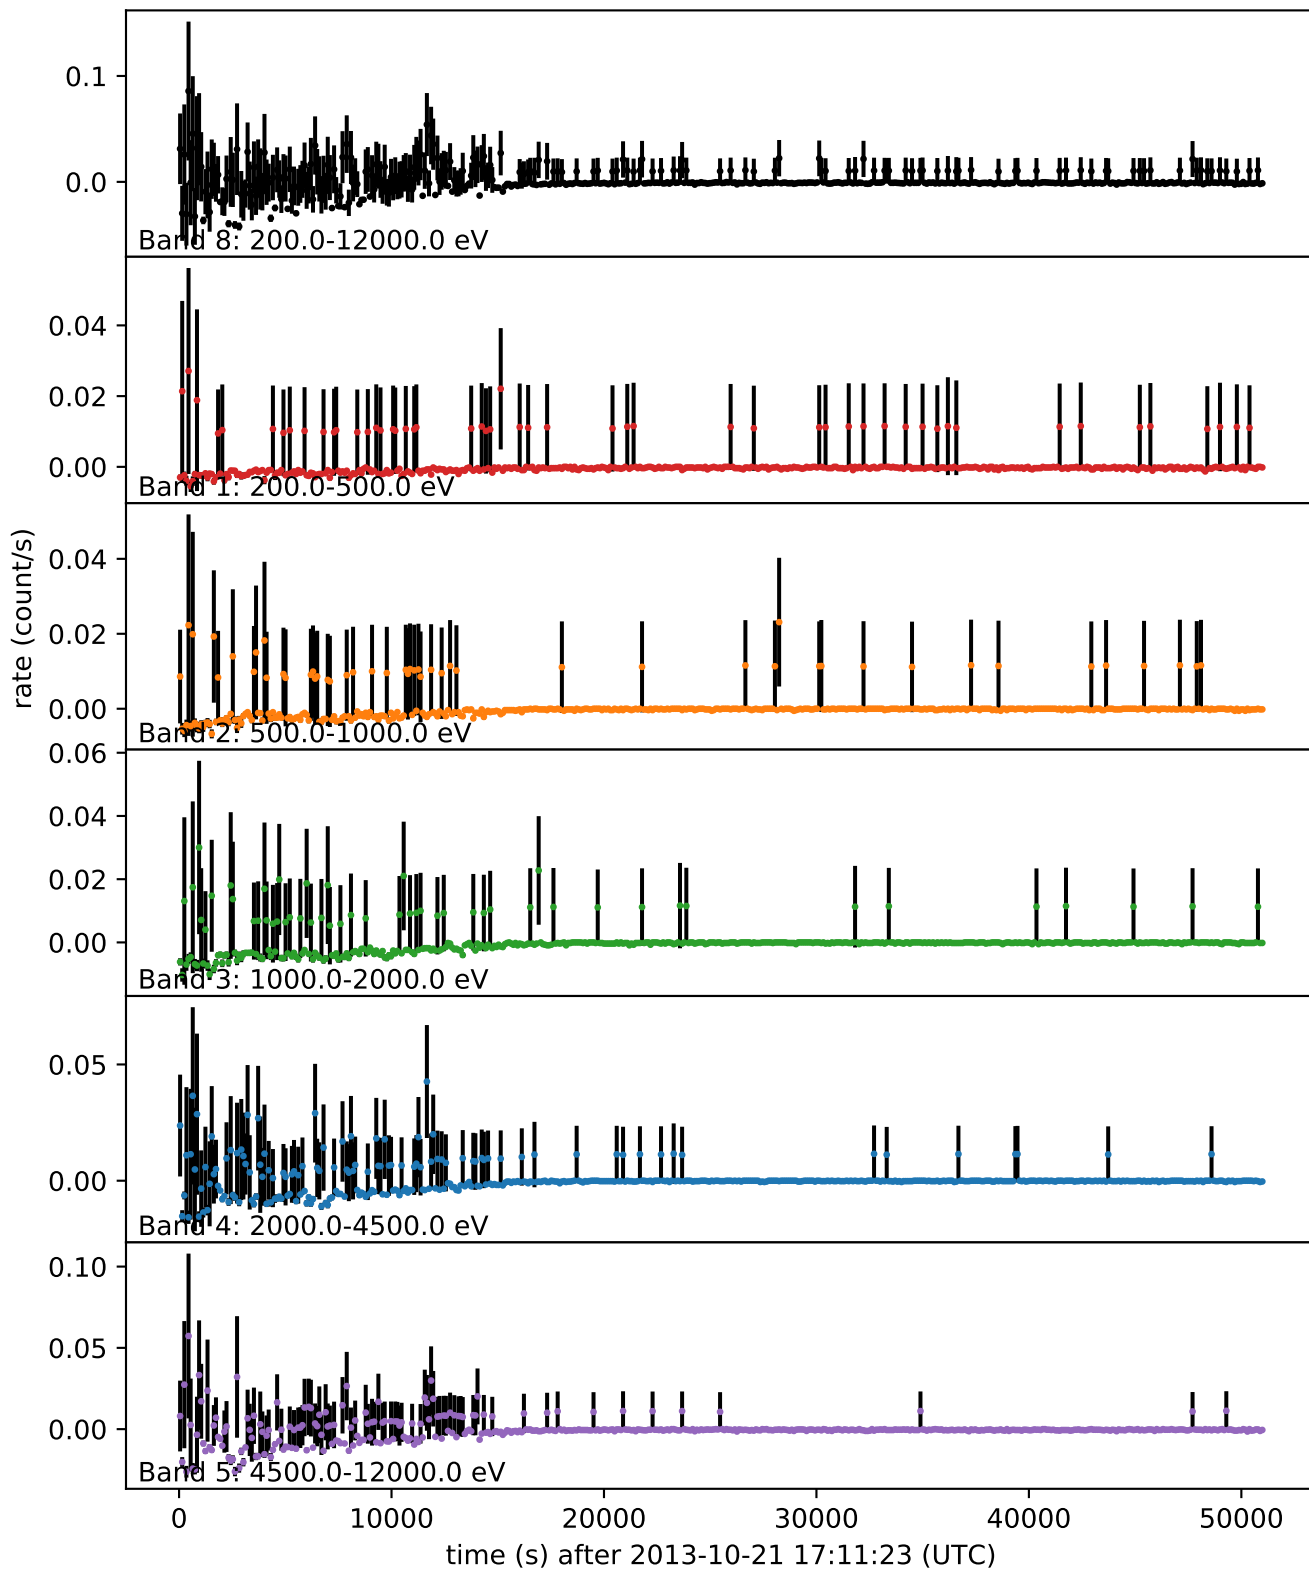 0.1
0.0
Band 8: 200.0-12000.0 eV
0.04
0.02
0.00
Band 1: 200.0-500.0 eV
rate (count/s)
0.04
0.02
0.00
Band 2: 500.0-1000.0 eV
0.06
0.04
0.02
0.00
Band 3: 1000.0-2000.0 eV
0.05
0.00
Band 4: 2000.0-4500.0 eV
0.10
0.05
0.00
Band 5: 4500.0-12000.0 eV
0 10000 20000 30000 40000 50000
time (s) after 2013-10-21 17:11:23 (UTC)